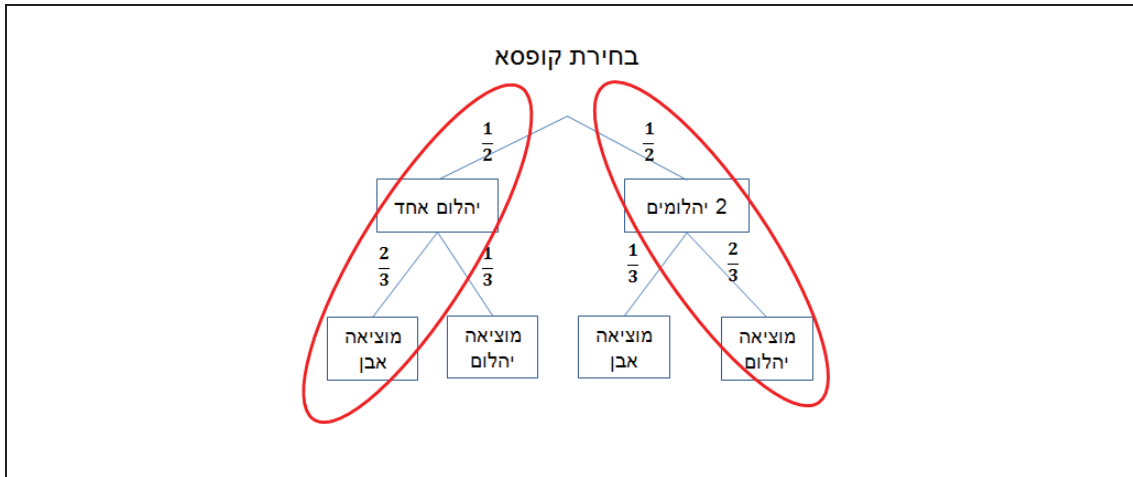 בחירת קופסא
1/2 1/2
יהלום אחד 2 יהלומים
2/3 1/3 1/3 2/3
מוציאה מוציאה מוציאה מוציאה
אבן יהלום אבן יהלום